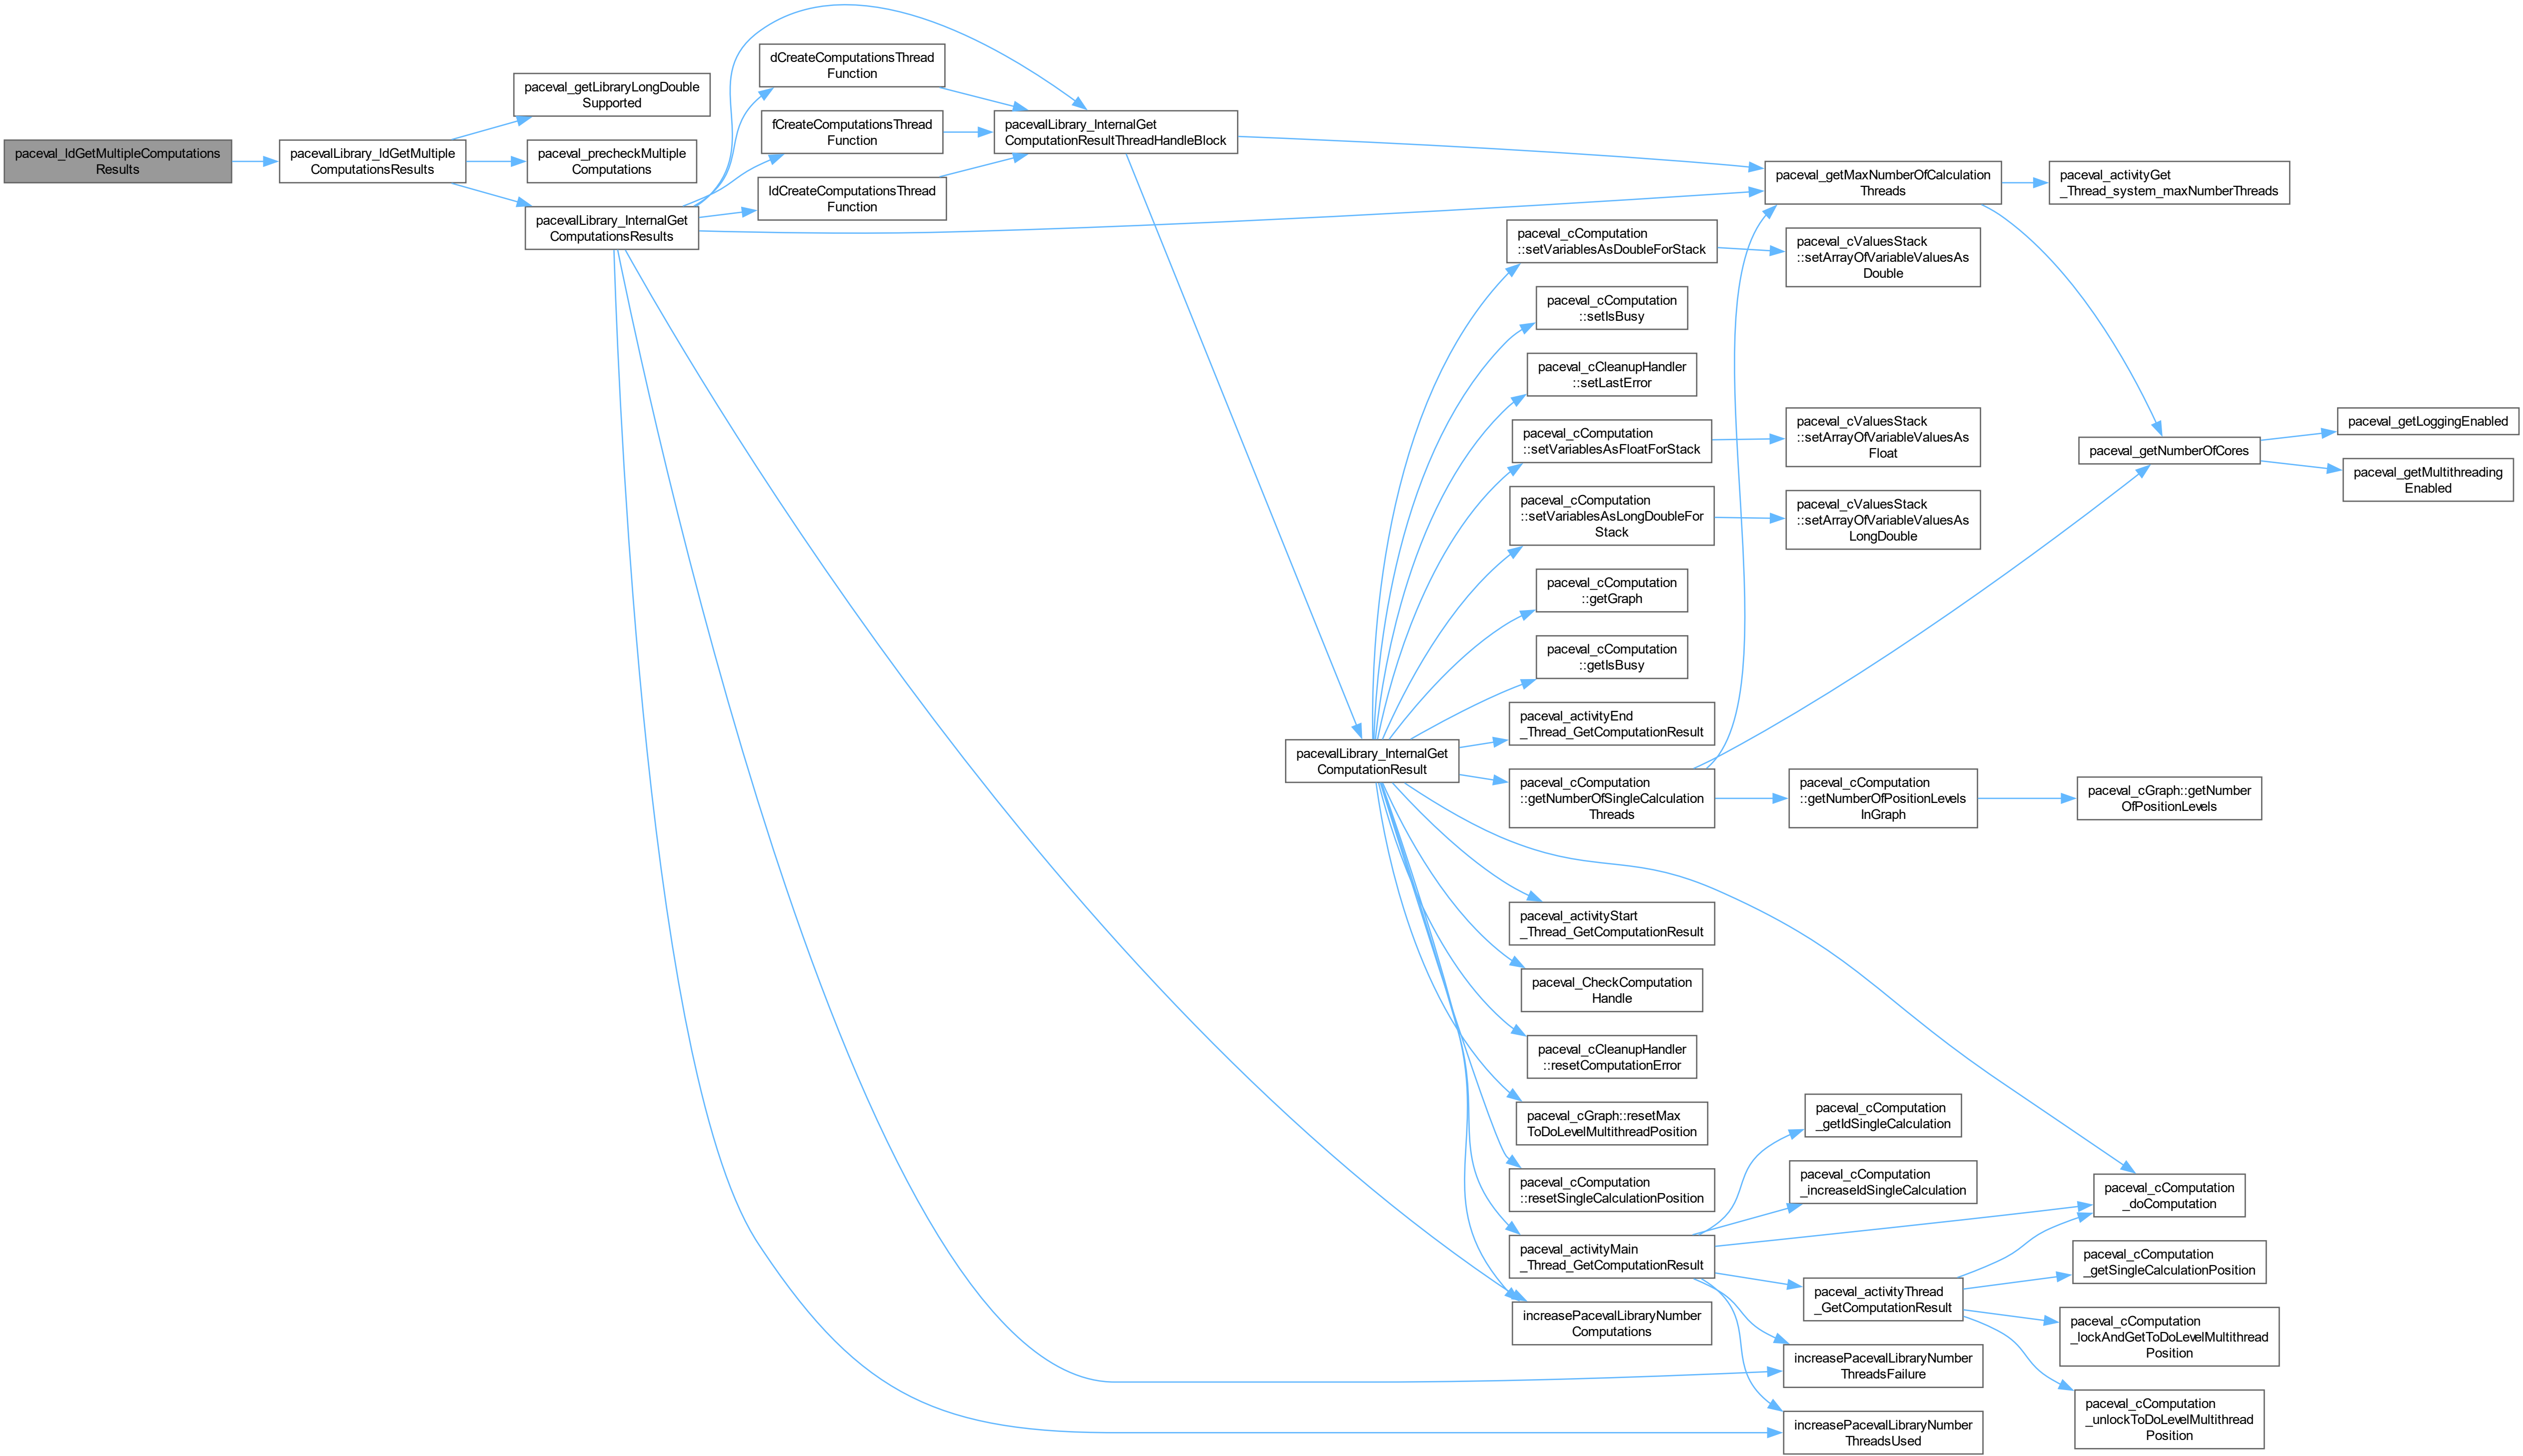 paceval_ldGetMultipleComputations
Results
pacevalLibrary_ldGetMultiple
ComputationsResults
paceval_getLibraryLongDouble
Supported
paceval_precheckMultiple
Computations
pacevalLibrary_InternalGet
ComputationsResults
dCreateComputationsThread
Function
fCreateComputationsThread
Function
ldCreateComputationsThread
Function
pacevalLibrary_InternalGet
ComputationResultThreadHandleBlock
pacevalLibrary_InternalGet
ComputationResult
paceval_cComputation
::setVariablesAsDoubleForStack
paceval_cComputation
::setIsBusy
paceval_cCleanupHandler
::setLastError
paceval_cComputation
::setVariablesAsFloatForStack
paceval_cComputation
::setVariablesAsLongDoubleFor
Stack
paceval_cComputation
::getGraph
paceval_cComputation
::getIsBusy
paceval_activityEnd
_Thread_GetComputationResult
paceval_cComputation
::getNumberOfSingleCalculation
Threads
paceval_activityStart
_Thread_GetComputationResult
paceval_CheckComputation
Handle
paceval_cCleanupHandler
::resetComputationError
paceval_cGraph::resetMax
ToDoLevelMultithreadPosition
paceval_cComputation
::resetSingleCalculationPosition
paceval_activityMain
_Thread_GetComputationResult
increasePacevalLibraryNumber
Computations
paceval_getMaxNumberOfCalculation
Threads
paceval_cValuesStack
::setArrayOfVariableValuesAs
Double
paceval_cValuesStack
::setArrayOfVariableValuesAs
Float
paceval_cValuesStack
::setArrayOfVariableValuesAs
LongDouble
paceval_cComputation
::getNumberOfPositionLevels
InGraph
paceval_cComputation
_getIdSingleCalculation
paceval_cComputation
_increaseIdSingleCalculation
paceval_activityThread
_GetComputationResult
increasePacevalLibraryNumber
ThreadsFailure
increasePacevalLibraryNumber
ThreadsUsed
paceval_activityGet
_Thread_system_maxNumberThreads
paceval_getNumberOfCores
paceval_cGraph::getNumber
OfPositionLevels
paceval_cComputation
_doComputation
paceval_cComputation
_getSingleCalculationPosition
paceval_cComputation
_lockAndGetToDoLevelMultithread
Position
paceval_cComputation
_unlockToDoLevelMultithread
Position
paceval_getLoggingEnabled
paceval_getMultithreading
Enabled